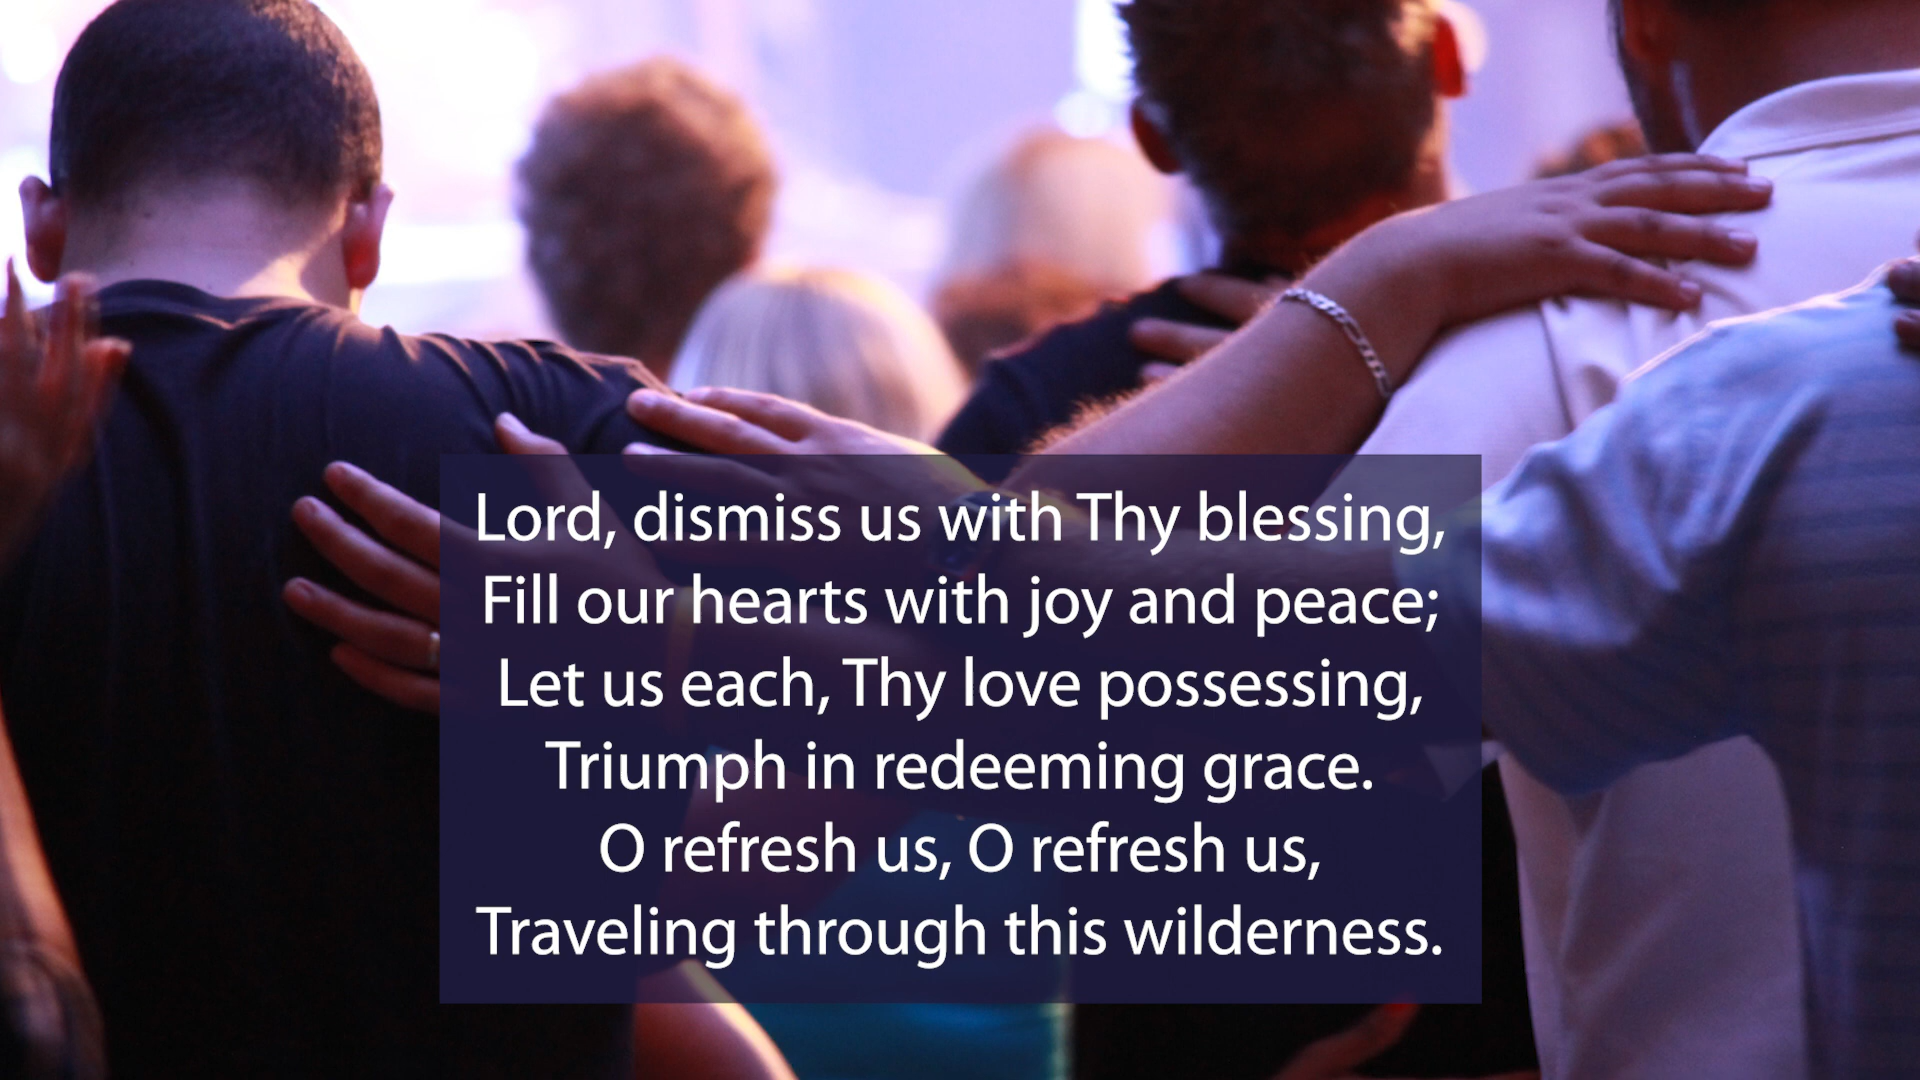 Lord, dismiss us with Thy blessing,
Fill our hearts with joy and peace;
Let us each, Thy love possessing,
Triumph in redeeming grace.
O refresh us, O refresh us,
Traveling through this wilderness.